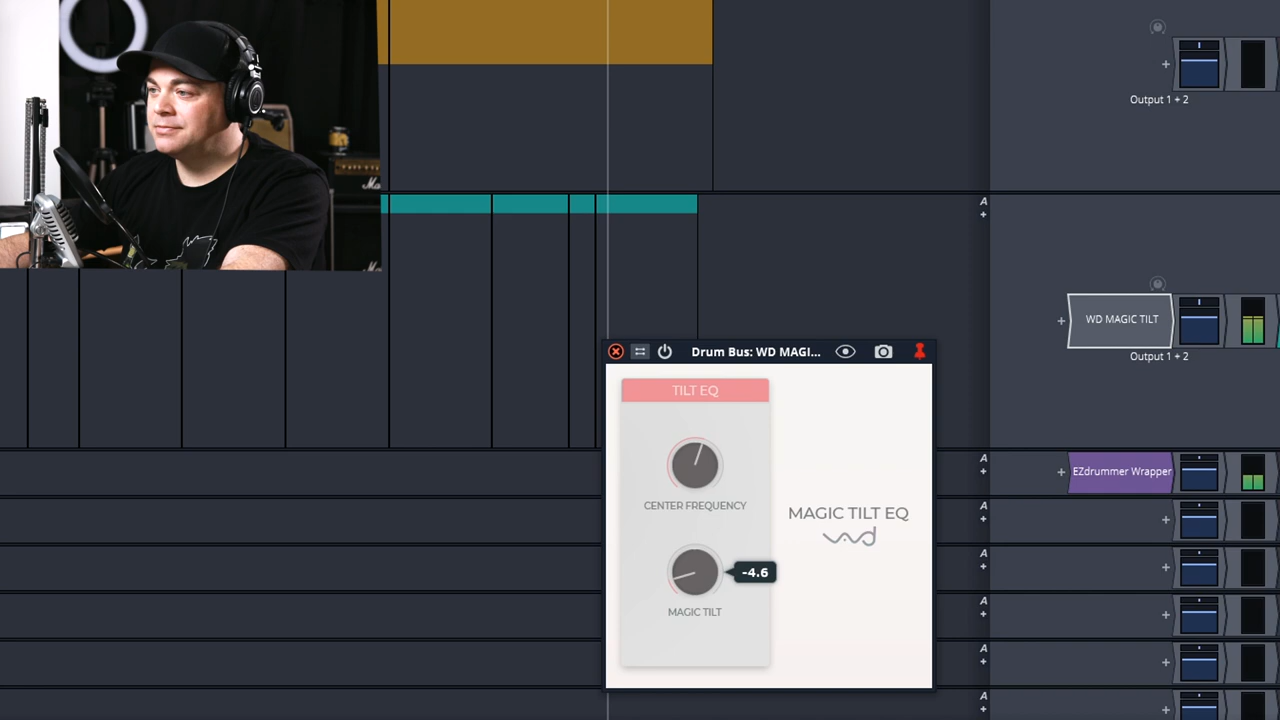 Output 1 + 2
A
WD MAGIC TILT
Output 1 + 2
Drum Bus: WD MAGI...
TILT EQ
CENTER FREQUENCY
MAGIC TILT EQ
-4.6
MAGIC TILT
A
EZdrummer Wrapper
A
A
A
A
A